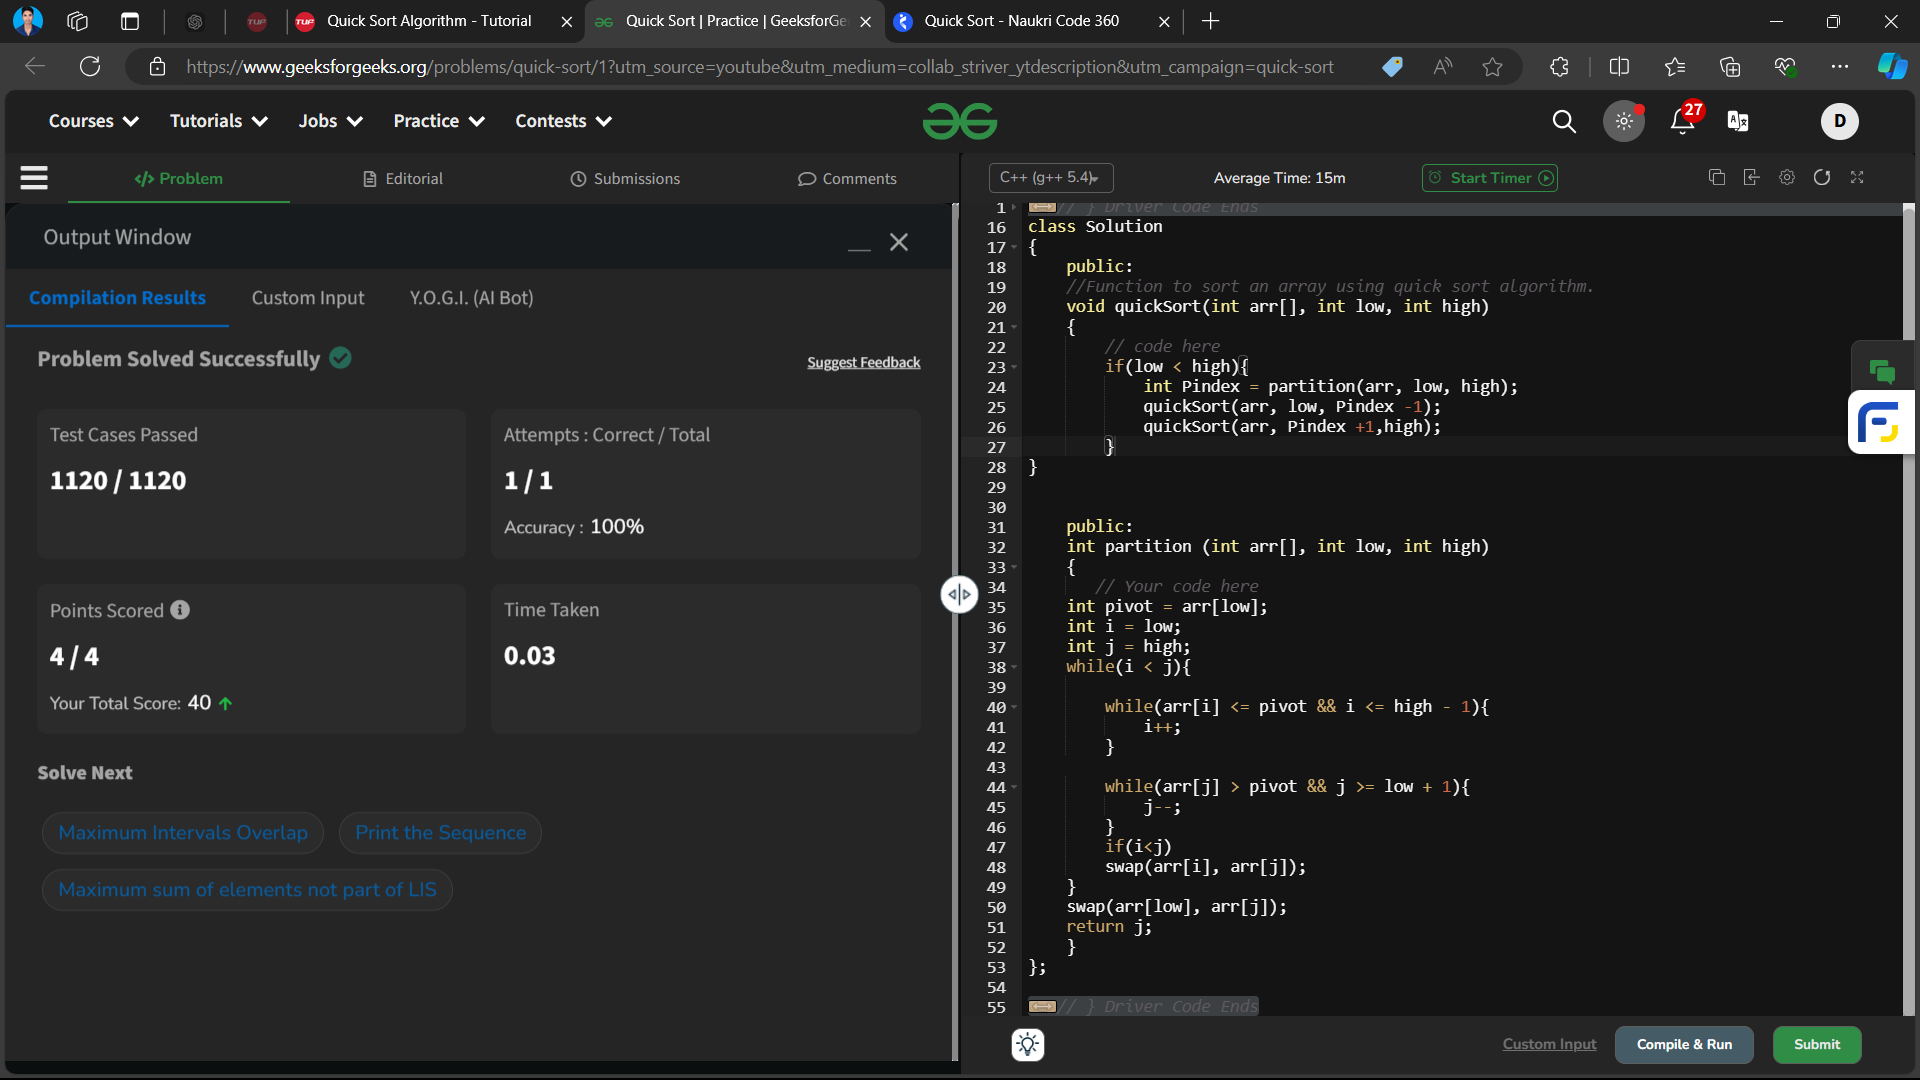 TUF
TUF
Quick Sort Algorithm - Tutorial
Quick Sort | Practice | GeeksforGe
Quick Sort - Naukri Code 360
https://www.geeksforgeeks.org/problems/quick-sort/1?utm_source=youtube&utm_medium=collab_striver_ytdescription&utm_campaign=quick-sort
Courses
Tutorials
Jobs
Practice
Contests
27
D
</> Problem
Editorial
Submissions
Comments
C++ (g++ 5.4)
Average Time: 15m
Start Timer
Output Window
Compilation Results
Custom Input
Y.O.G.I. (AI Bot)
Problem Solved Successfully
Suggest Feedback
Test Cases Passed
1120 / 1120
Attempts : Correct / Total
1 / 1
Accuracy : 100%
Points Scored
4 / 4
Your Total Score: 40
Time Taken
0.03
Solve Next
Maximum Intervals Overlap
Print the Sequence
Maximum sum of elements not part of LIS
1 // } Driver Code Ends
16 class Solution
17 {
18 public:
19 //Function to sort an array using quick sort algorithm.
20 void quickSort(int arr[], int low, int high)
21 {
22 // code here
23 if(low < high){
24 int Pindex = partition(arr, low, high);
25 quickSort(arr, low, Pindex -1);
26 quickSort(arr, Pindex +1,high);
27 }
28 }
29
30
31 public:
32 int partition (int arr[], int low, int high)
33 {
34 // Your code here
35 int pivot = arr[low];
36 int i = low;
37 int j = high;
38 while(i < j){
39
40 while(arr[i] <= pivot && i <= high - 1){
41 i++;
42 }
43
44 while(arr[j] > pivot && j >= low + 1){
45 j--;
46 }
47 if(i<j)
48 swap(arr[i], arr[j]);
49 }
50 swap(arr[low], arr[j]);
51 return j;
52 }
53 };
54
55 // } Driver Code Ends
Custom Input
Compile & Run
Submit